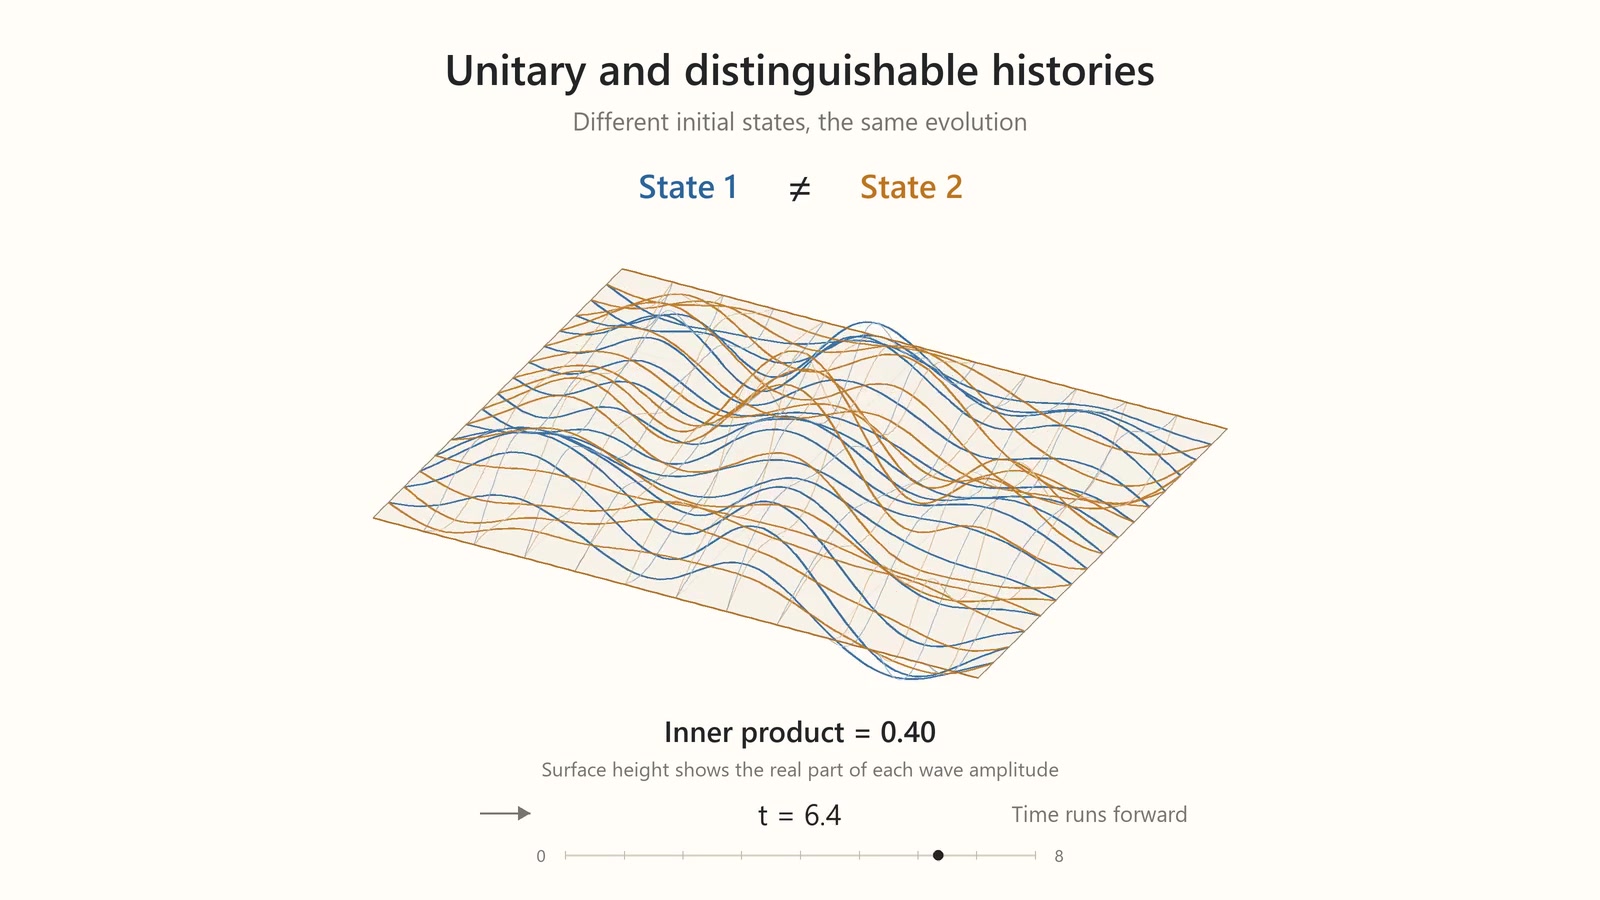 Unitary and distinguishable histories
Different initial states, the same evolution
State 1 ≠ State 2
Inner product = 0.40
Surface height shows the real part of each wave amplitude
t = 6.4 Time runs forward
0 8